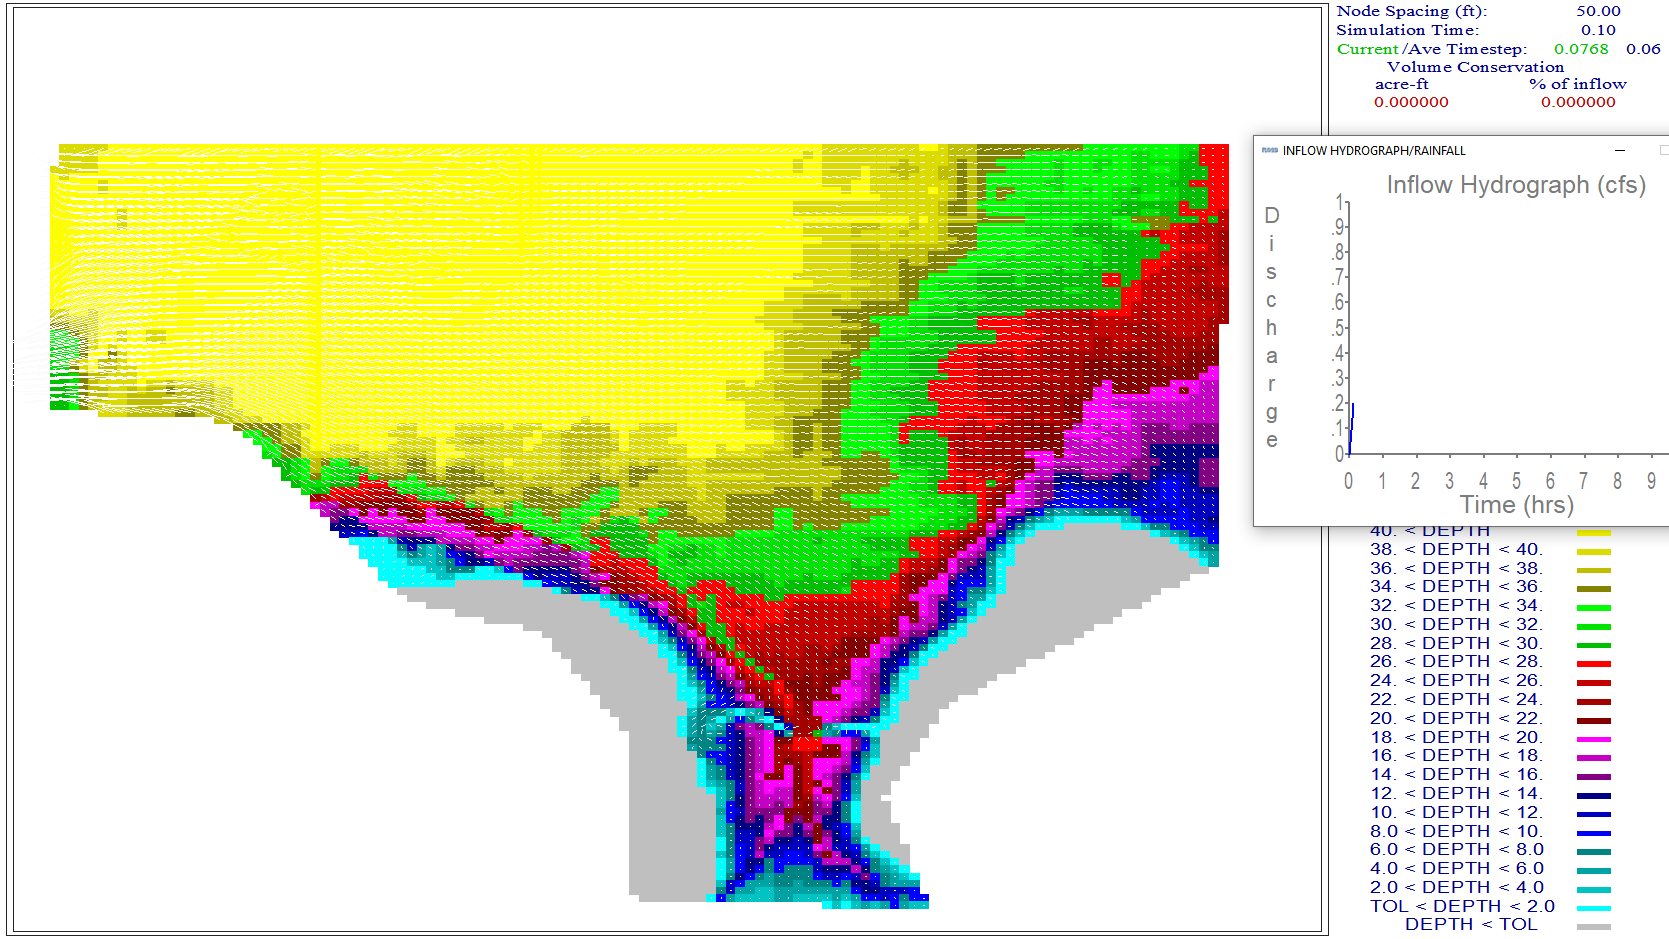 Node Spacing (ft): 50.00
Simulation Time: 0.10
Current /Ave Timestep: 0.0768 0.06
Volume Conservation
acre-ft % of inflow
0.000000 0.000000
INFLOW HYDROGRAPH/RAINFALL
Inflow Hydrograph (cfs)
Discharge
1
.9
.8
.7
.6
.5
.4
.3
.2
.1
0
0 1 2 3 4 5 6 7 8 9
Time (hrs)
40. < DEPTH
38. < DEPTH < 40.
36. < DEPTH < 38.
34. < DEPTH < 36.
32. < DEPTH < 34.
30. < DEPTH < 32.
28. < DEPTH < 30.
26. < DEPTH < 28.
24. < DEPTH < 26.
22. < DEPTH < 24.
20. < DEPTH < 22.
18. < DEPTH < 20.
16. < DEPTH < 18.
14. < DEPTH < 16.
12. < DEPTH < 14.
10. < DEPTH < 12.
8.0 < DEPTH < 10.
6.0 < DEPTH < 8.0
4.0 < DEPTH < 6.0
2.0 < DEPTH < 4.0
TOL < DEPTH < 2.0
DEPTH < TOL